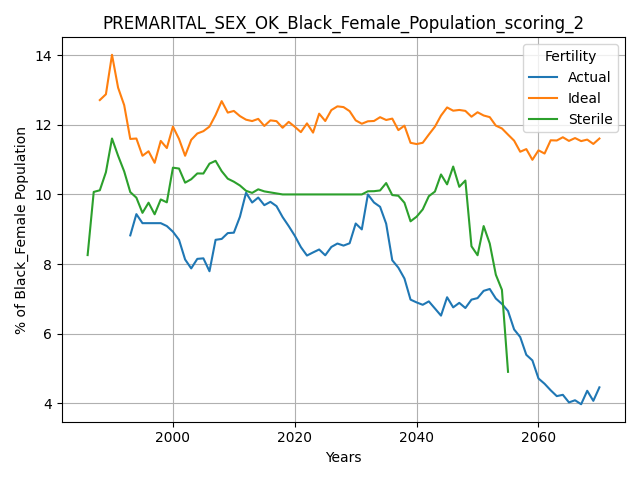 PREMARITAL_SEX_OK_Black_Female_Population_scoring_2
% of Black_Female Population
14
12
10
8
6
4
Fertility
Actual
Ideal
Sterile
2000 2020 2040 2060
Years